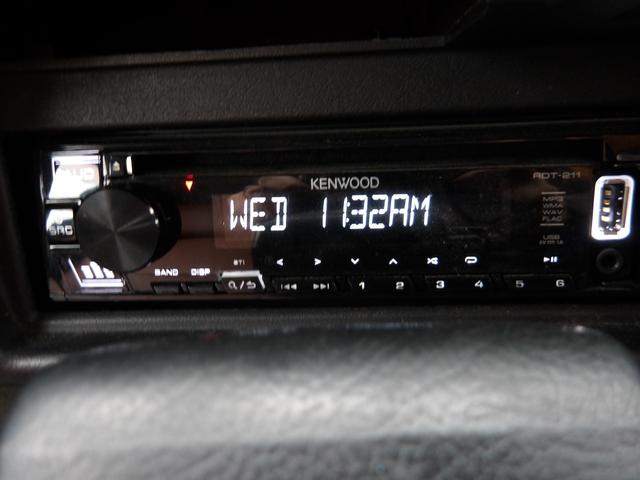 KENWOOD
RDT-211
WED 11:32AM
MP3
WMA
WAV
FLAC
USB
SRC
BAND DISP
1 2 3 4 5 6